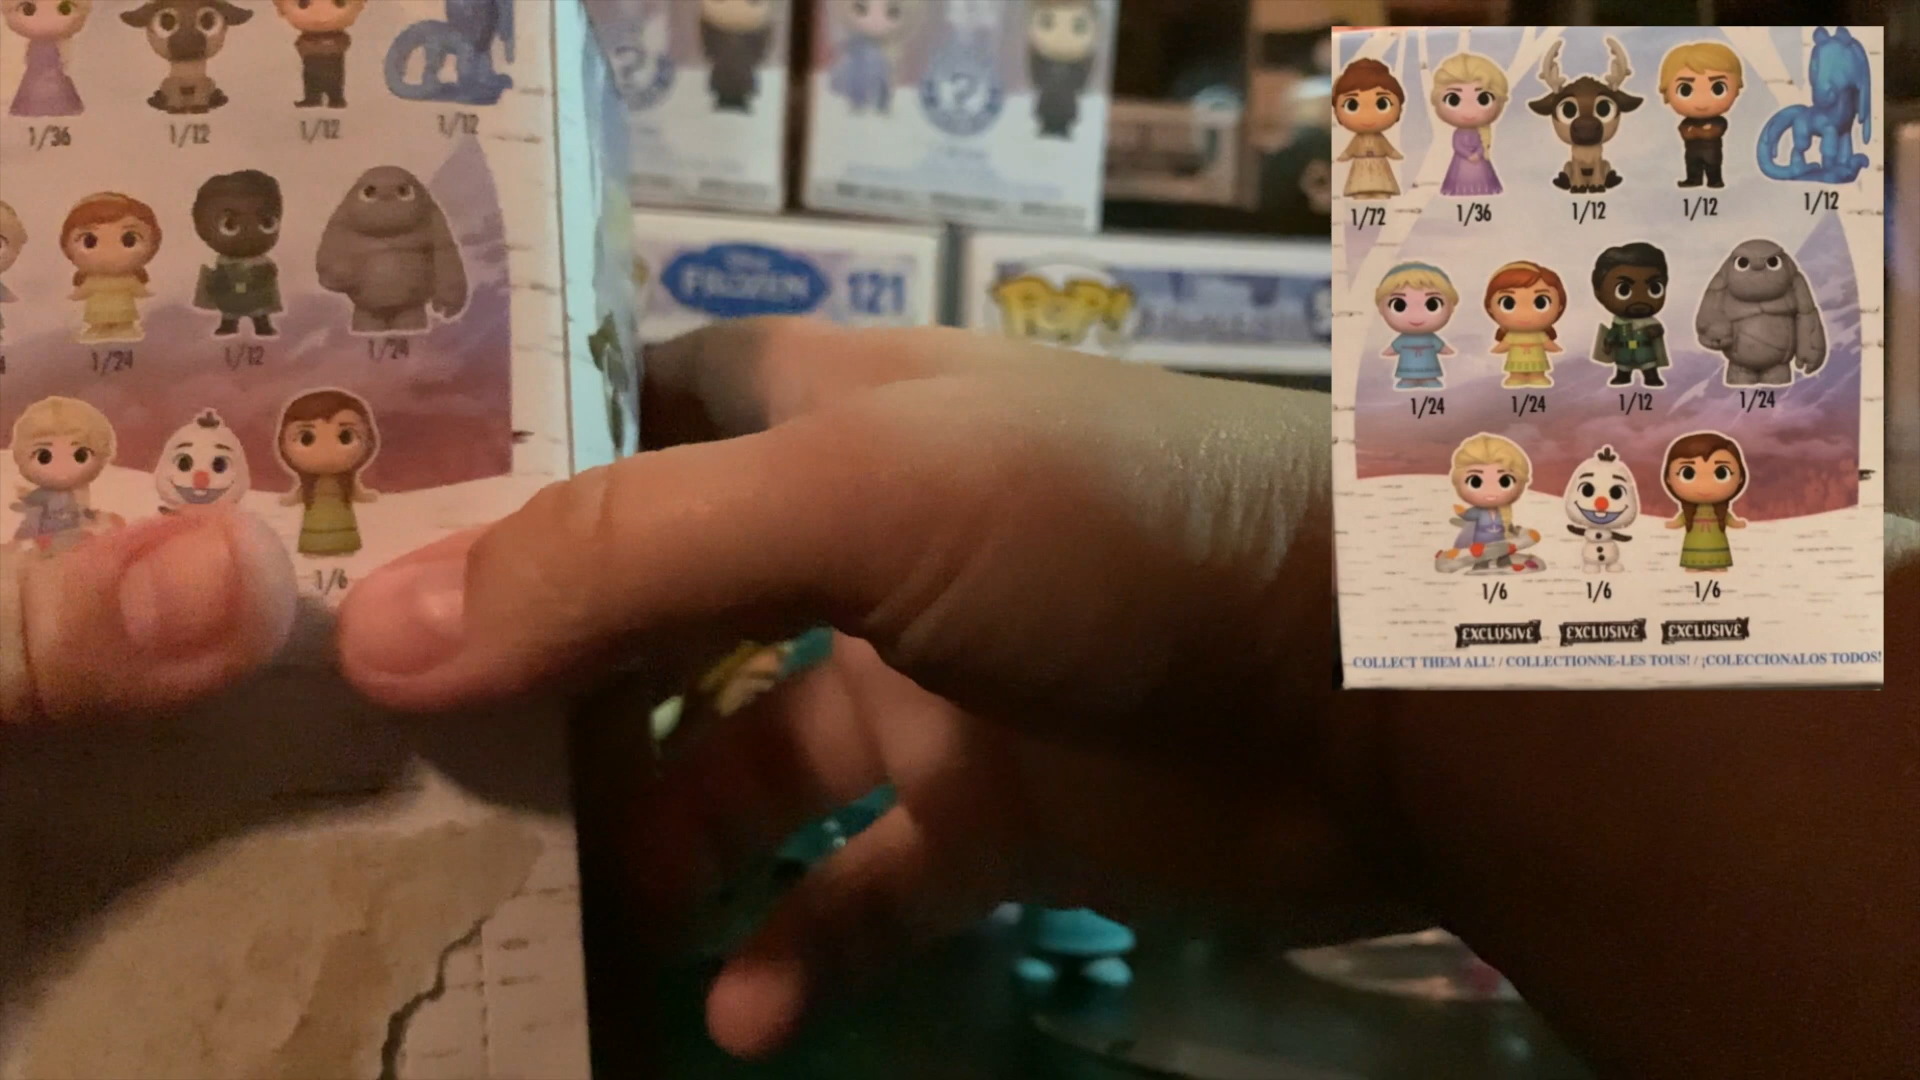 1/36 1/12 1/12 1/12
1/24 1/12 1/24
1/6
?
?
Disney
FROZEN 121
POP!
1/72 1/36 1/12 1/12 1/12
1/24 1/24 1/12 1/24
1/6 1/6 1/6
EXCLUSIVE EXCLUSIVE EXCLUSIVE
COLLECT THEM ALL! / COLLECTIONNE-LES TOUS! / ¡COLECCIONALOS TODOS!